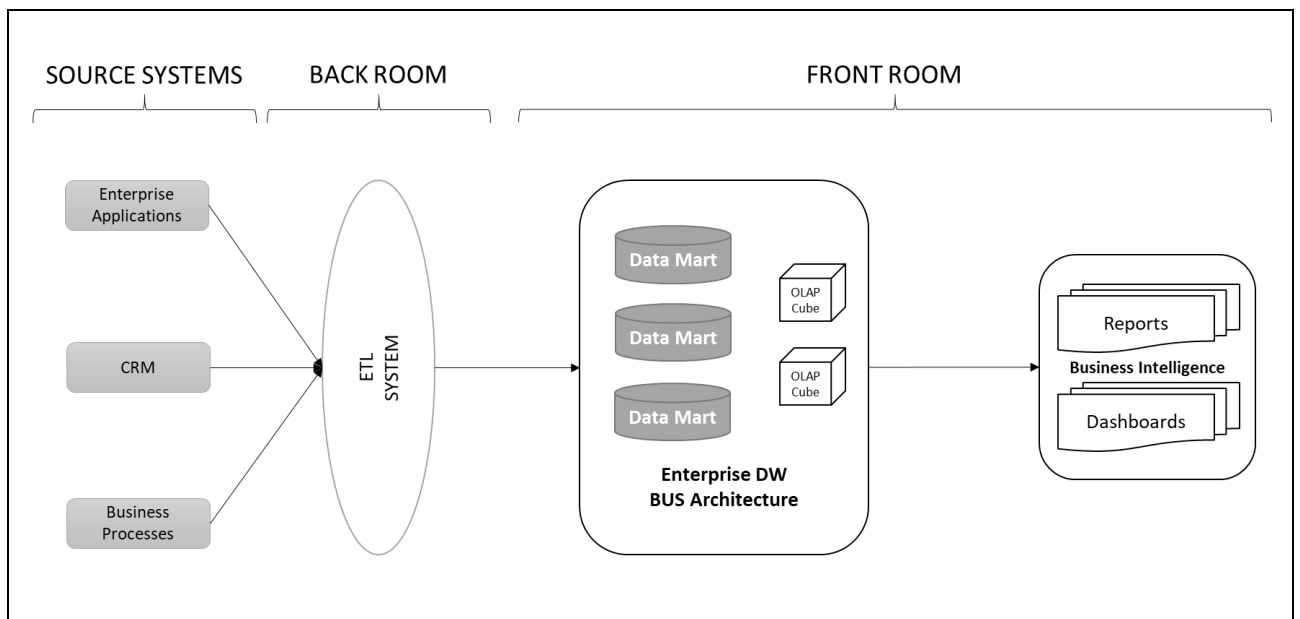 SOURCE SYSTEMS
BACK ROOM
FRONT ROOM
Enterprise
Applications
CRM
Business
Processes
ETL
SYSTEM
Data Mart
Data Mart
Data Mart
OLAP
Cube
OLAP
Cube
Enterprise DW
BUS Architecture
Reports
Business Intelligence
Dashboards